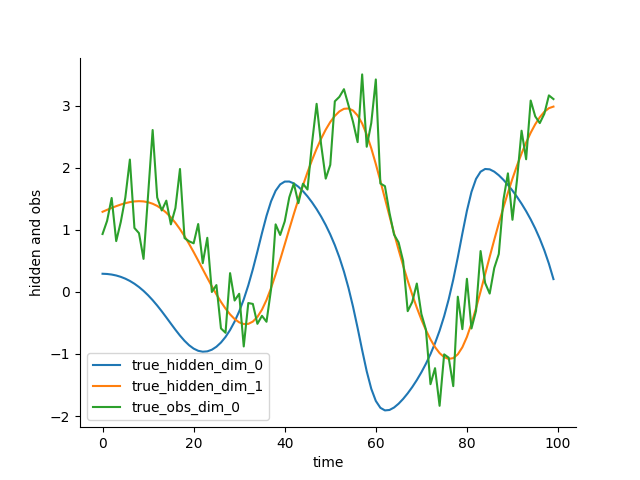 hidden and obs
3
2
1
0
−1
−2
true_hidden_dim_0
true_hidden_dim_1
true_obs_dim_0
0 20 40 60 80 100
time